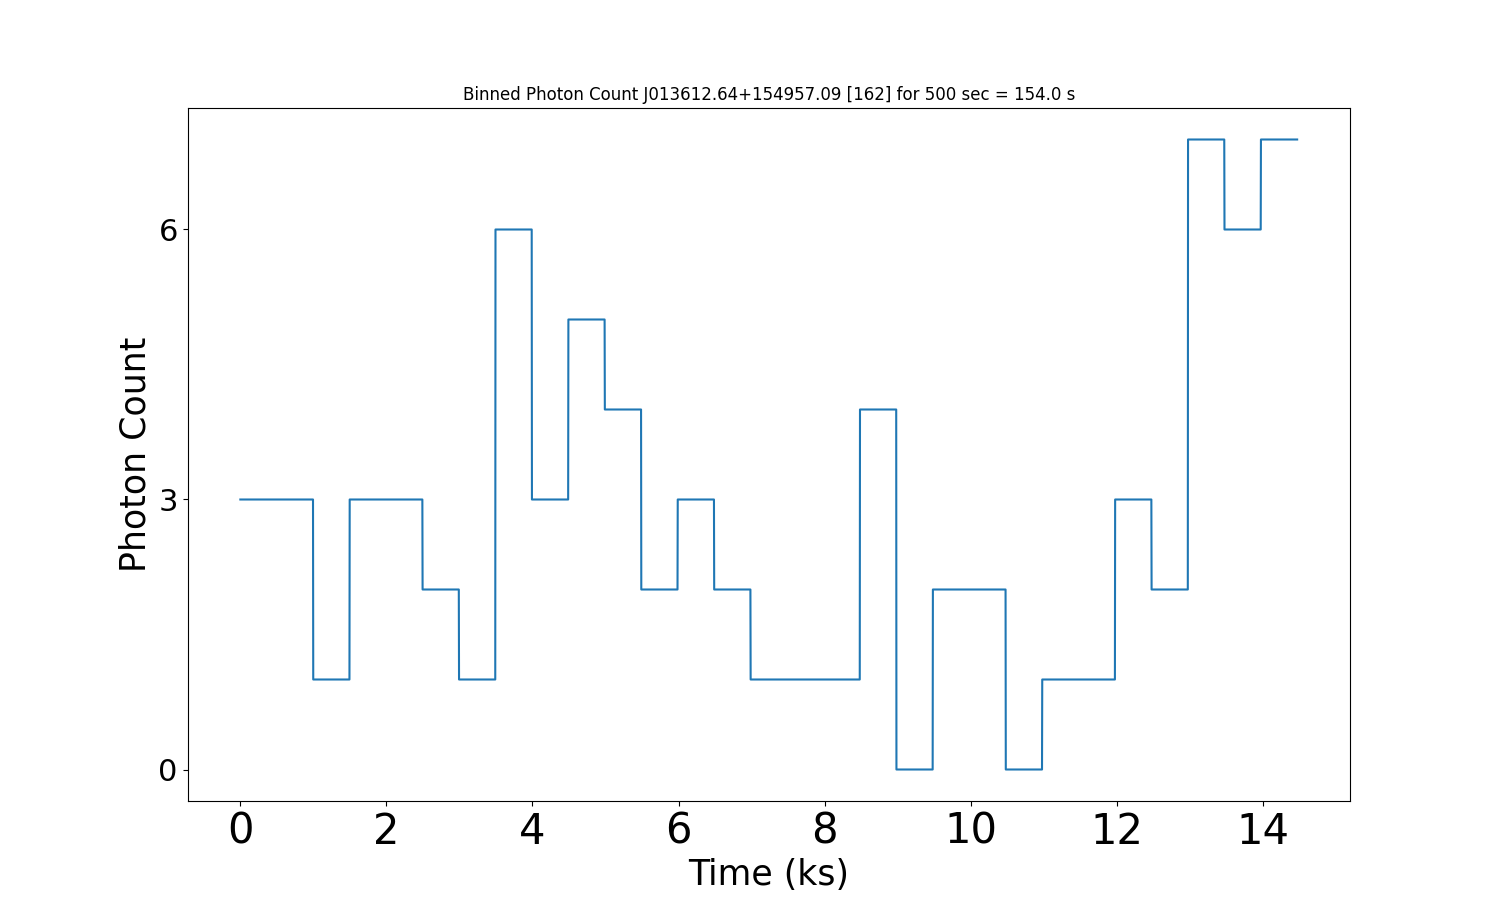 Binned Photon Count J013612.64+154957.09 [162] for 500 sec = 154.0 s
Photon Count
6
3
0
0 2 4 6 8 10 12 14
Time (ks)